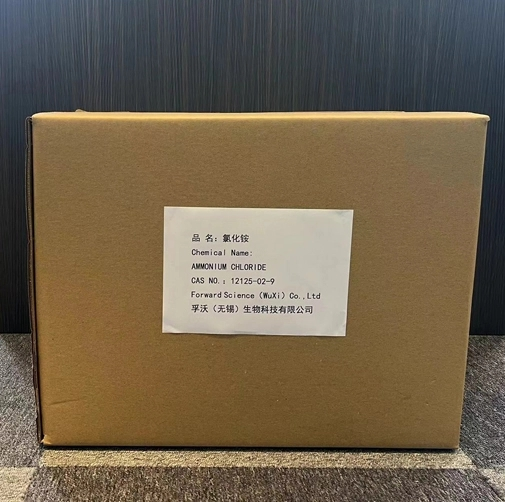 品 名：氯化铵
Chemical Name:
AMMONIUM CHLORIDE
CAS NO.：12125-02-9
Forward Science（WuXi）Co.,Ltd
孚沃（无锡）生物科技有限公司